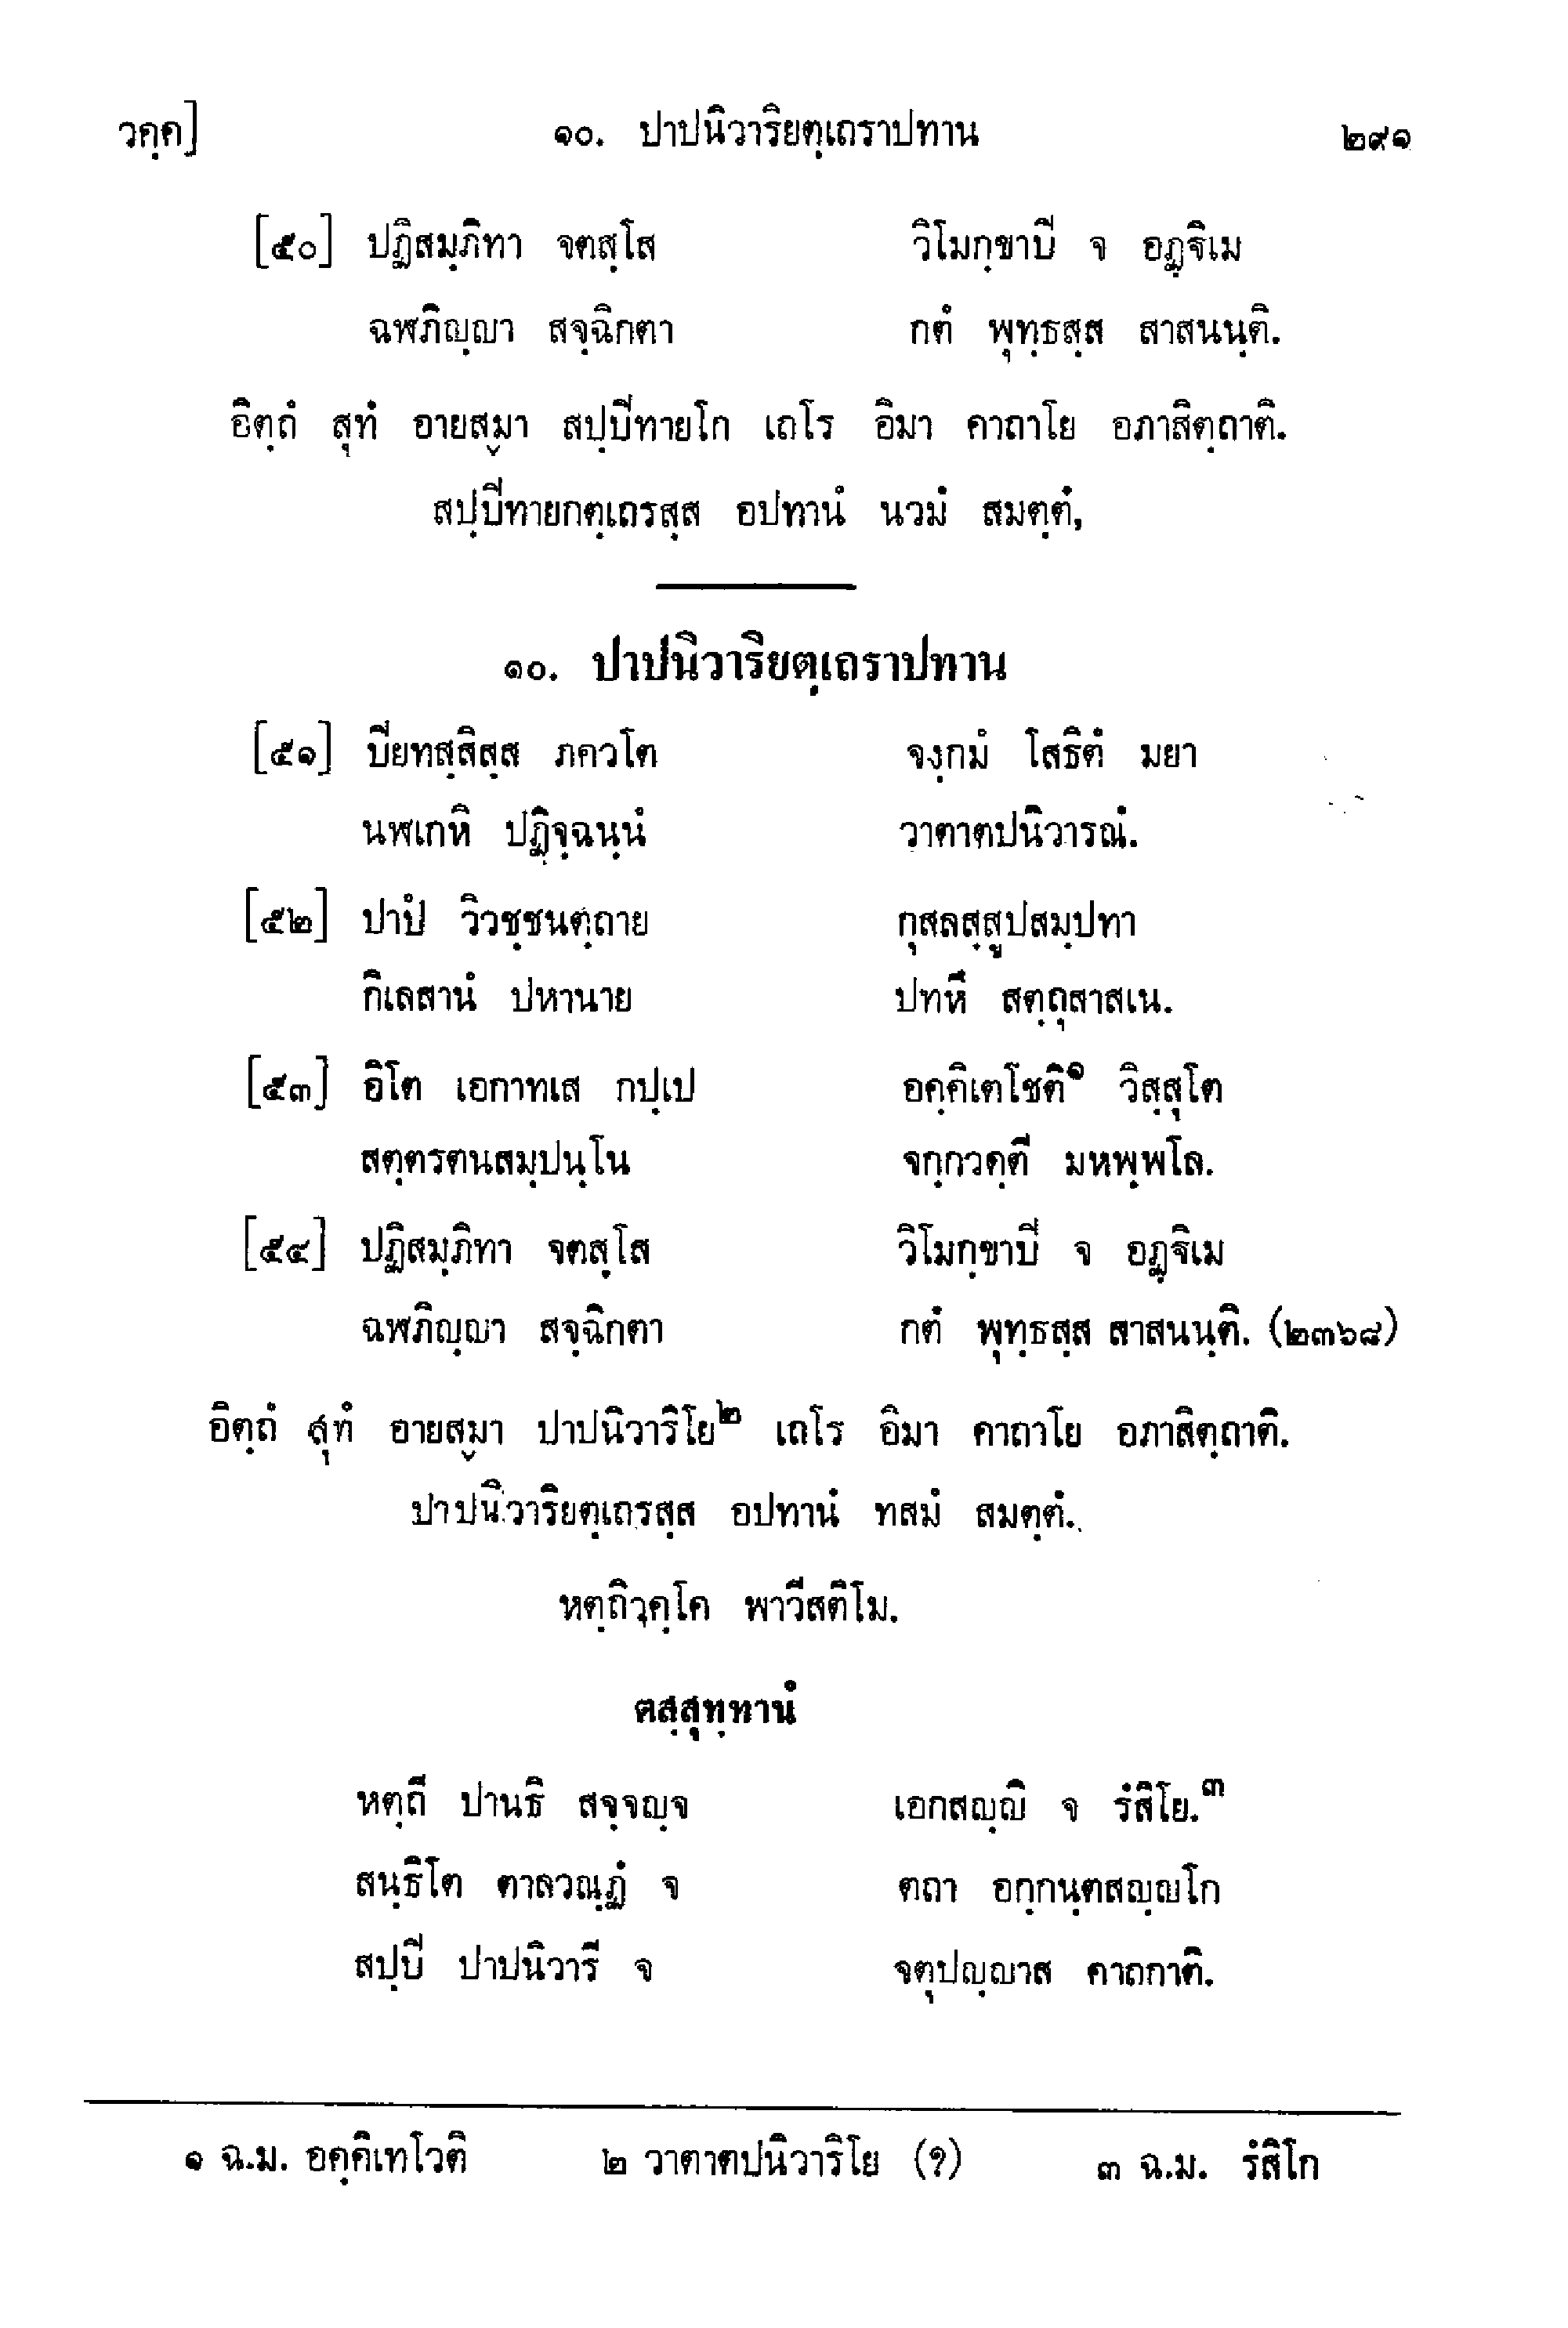 วคฺค] ๑๐. ปาปนิวาริยตฺเถราปทาน ๒๙๑
[๕๐] ปฏิสมฺภิทา จตสฺโส วิโมกฺขาปิ จ อฏฺฐิเม
ฉฬภิญฺญา สจฺฉิกตา กตํ พุทฺธสฺส สาสนนฺติ.
อิตฺถํ สุทํ อายสฺมา สปฺปิทายโก เถโร อิมา คาถาโย อภาสิตฺถาติ.
สปฺปิทายกตฺเถรสฺส อปทานํ นวมํ สมตฺตํ,
๑๐. ปาปนิวาริยตฺเถราปทาน
[๕๑] ปิยทสฺสิสฺส ภควโต จงฺกมํ โสธิตํ มยา
นฬเกหิ ปฏิจฺฉนฺนํ วาตาตปนิวารณํ.
[๕๒] ปาปํ วิวชฺชนตฺถาย กุสลสฺสูปสมฺปทา
กิเลสานํ ปหานาย ปทหึ สตฺถุสาสเน.
[๕๓] อิโต เอกาทเส กปฺเป อคฺคิเตโชติ๑ วิสฺสุโต
สตฺตรตนสมฺปนฺโน จกฺกวตฺตี มหพฺพโล.
[๕๔] ปฏิสมฺภิทา จตสฺโส วิโมกฺขาปิ จ อฏฺฐิเม
ฉฬภิญฺญา สจฺฉิกตา กตํ พุทฺธสฺส สาสนนฺติ. (๒๓๖๘)
อิตฺถํ สุทํ อายสฺมา ปาปนิวาริโย๒ เถโร อิมา คาถาโย อภาสิตฺถาติ.
ปาปนิวาริยตฺเถรสฺส อปทานํ ทสมํ สมตฺตํ.
หตฺถิวคฺโค พาวีสติโม.
ตสฺสุทฺทานํ
หตฺถี ปานธิ สจฺจญฺจ เอกสญฺญิ จ รํสิโย.๓
สนฺธิโต ตาลวณฺฏํ จ ตถา อกฺกนฺตสญฺญโก
สปฺปิ ปาปนิวารี จ จตุปญฺญาส คาถกาติ.
๑ ฉ.ม. อคฺคิเทโวติ ๒ วาตาตปนิวาริโย (?) ๓ ฉ.ม. รํสิโก